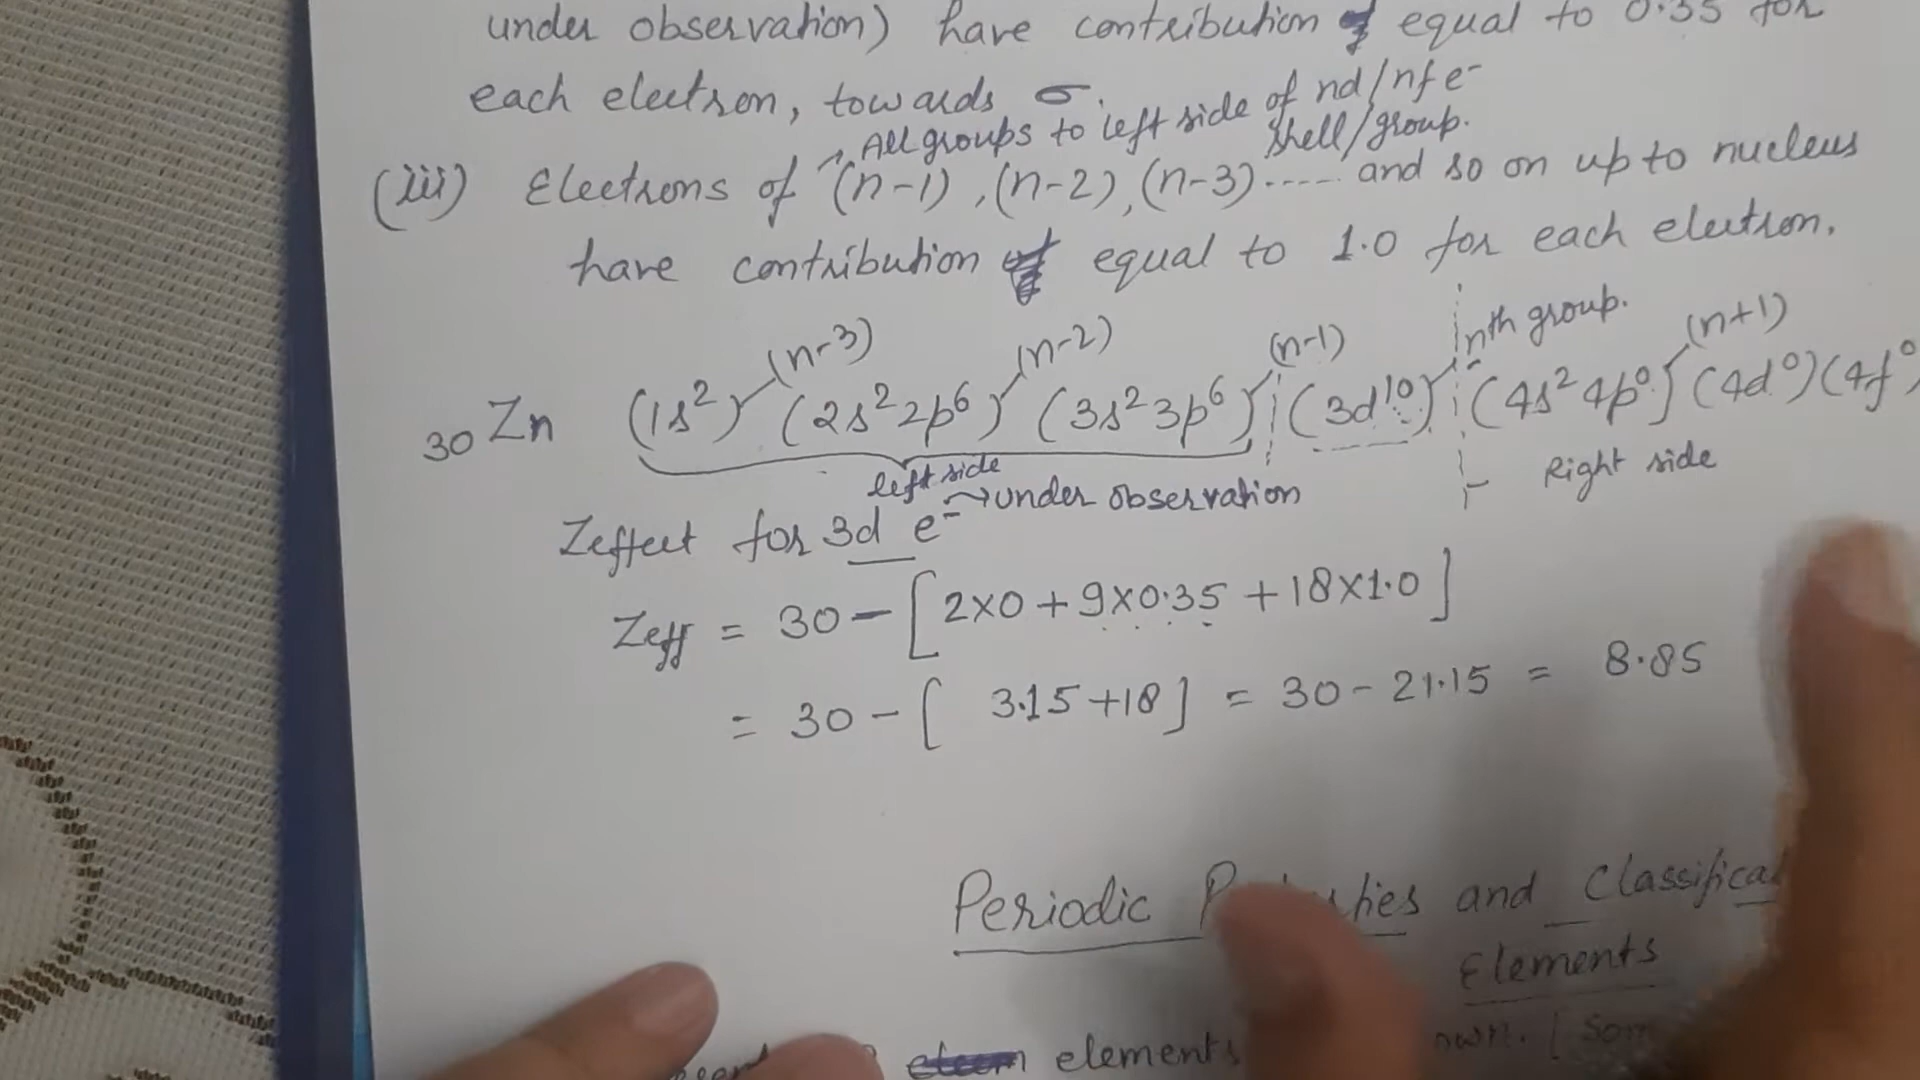 under observation) have contribution equal to 0.35 for
each electron, towards σ.
All groups to left side of nd/nf e⁻
shell/group.
(iii) Electrons of (n-1), (n-2), (n-3)..... and so on up to nucleus
have contribution equal to 1.0 for each electron.
(n-3) (n-2) (n-1) nth group. (n+1)
30 Zn (1s²) (2s² 2p⁶) (3s² 3p⁶) (3d¹⁰) (4s² 4p⁰) (4d⁰) (4f⁰)
left side Right side
Zeffect for 3d e⁻ → under observation
Zeff = 30 - [2×0 + 9×0.35 + 18×1.0]
= 30 - [ 3.15 + 18] = 30 - 21.15 = 8.85
Periodic and
Elements
elements